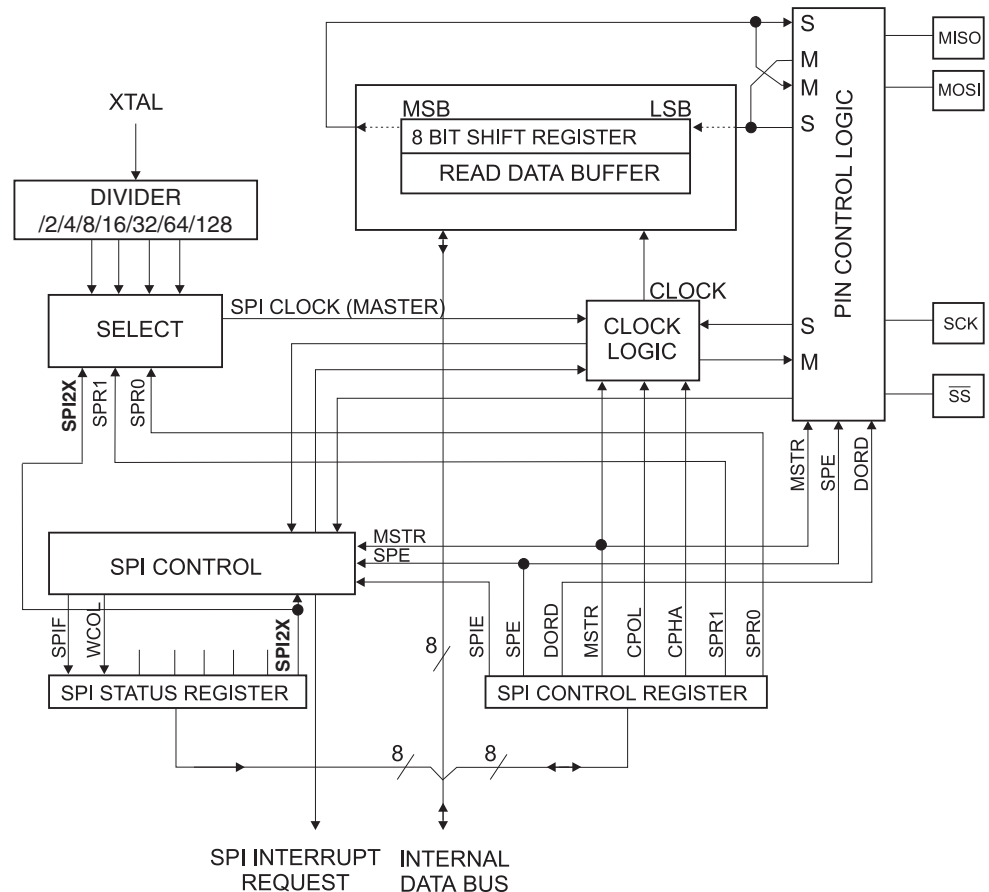 XTAL
DIVIDER
/2/4/8/16/32/64/128
SELECT
SPI2X
SPR1
SPR0
SPI CLOCK (MASTER)
MSB
LSB
8 BIT SHIFT REGISTER
READ DATA BUFFER
CLOCK
CLOCK
LOGIC
S
M
M
S
S
M
PIN CONTROL LOGIC
MISO
MOSI
SCK
SS
MSTR
SPE
DORD
MSTR
SPE
SPI CONTROL
SPIF
WCOL
SPI2X
SPI STATUS REGISTER
8
SPIE
SPE
DORD
MSTR
CPOL
CPHA
SPR1
SPR0
SPI CONTROL REGISTER
8
8
SPI INTERRUPT
REQUEST
INTERNAL
DATA BUS